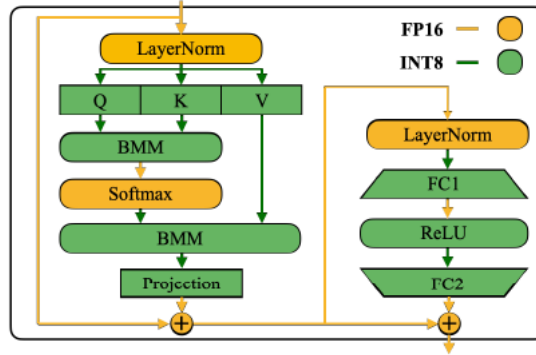 LayerNorm
Q K V
BMM
Softmax
BMM
Projection
+
FP16
INT8
LayerNorm
FC1
ReLU
FC2
+